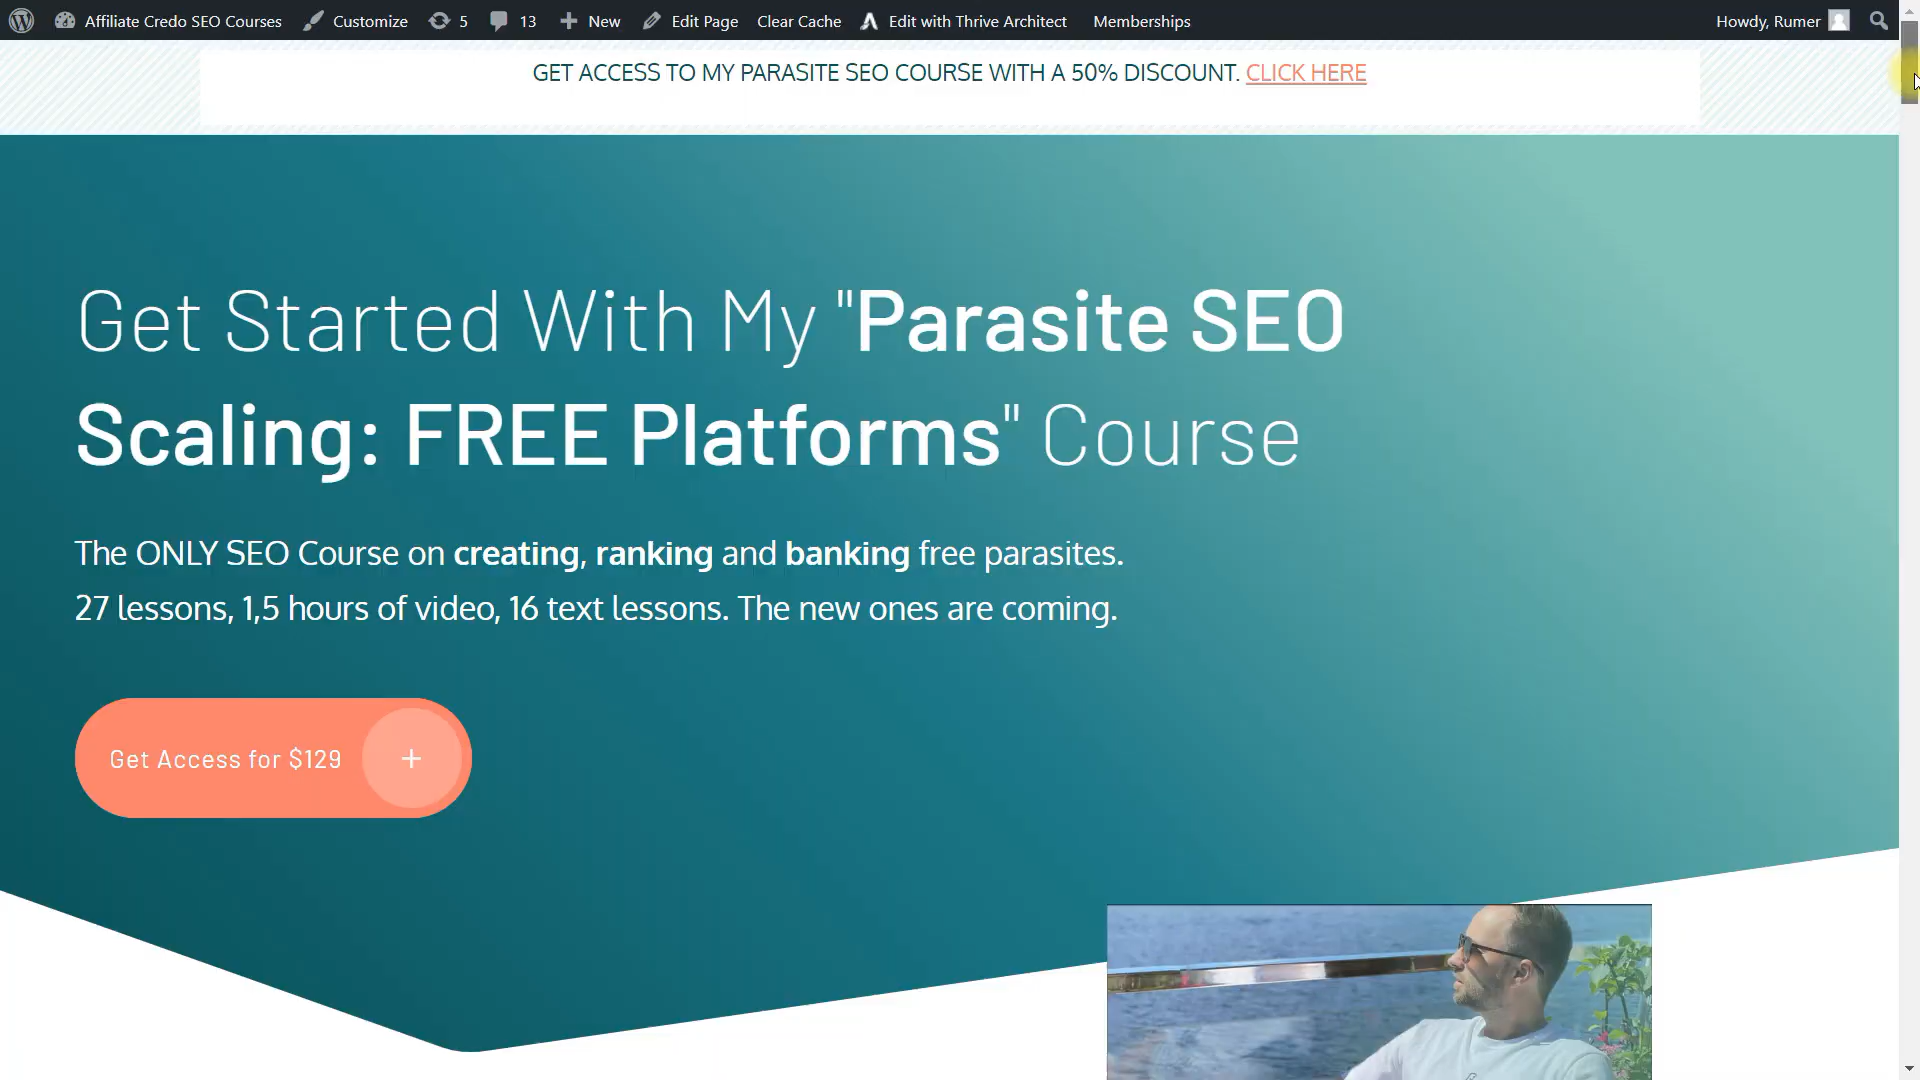 Affiliate Credo SEO Courses Customize 5 13 New Edit Page Clear Cache Edit with Thrive Architect Memberships Howdy, Rumer
GET ACCESS TO MY PARASITE SEO COURSE WITH A 50% DISCOUNT. CLICK HERE
Get Started With My "Parasite SEO
Scaling: FREE Platforms" Course
The ONLY SEO Course on creating, ranking and banking free parasites.
27 lessons, 1,5 hours of video, 16 text lessons. The new ones are coming.
Get Access for $129 +